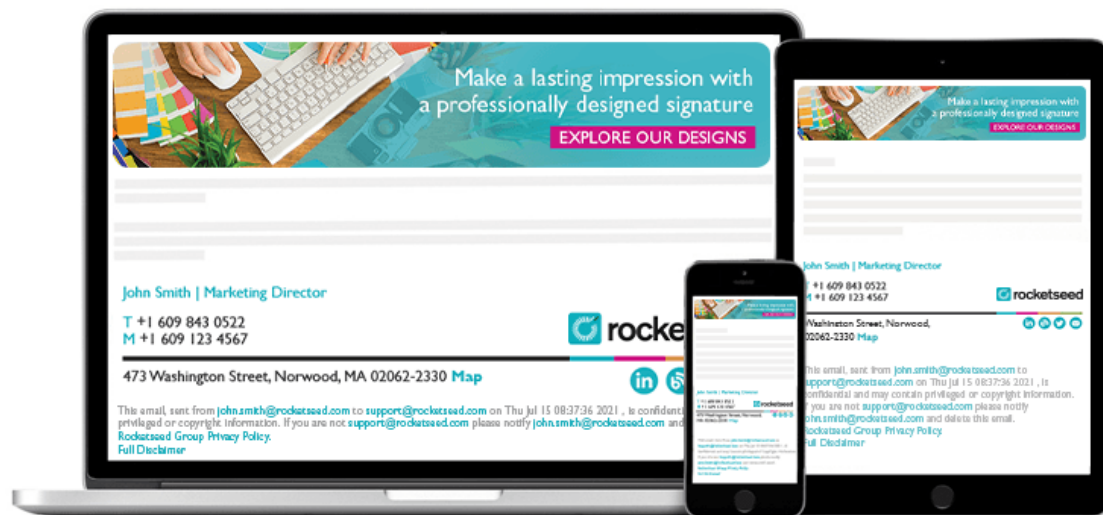 Make a lasting impression with
a professionally designed signature
EXPLORE OUR DESIGNS
John Smith | Marketing Director
T +1 609 843 0522
M +1 609 123 4567
rocke
473 Washington Street, Norwood, MA 02062-2330 Map
in
This email, sent from john.smith@rocketseed.com to support@rocketseed.com on Thu Jul 15 08:37:36 2021 , is confidenti
privileged or copyright information. If you are not support@rocketseed.com please notify john.smith@rocketseed.com and
Rocketseed Group Privacy Policy.
Full Disclaimer
Make a lasting impression with
a professionally designed signature
EXPLORE OUR DESIGNS
John Smith | Marketing Director
T +1 609 843 0522
M +1 609 123 4567
rocketseed
Washington Street, Norwood,
02062-2330 Map
This email, sent from john.smith@rocketseed.com to
support@rocketseed.com on Thu Jul 15 08:37:36 2021 , is
confidential and may contain privileged or copyright information.
If you are not support@rocketseed.com please notify
john.smith@rocketseed.com and delete this email.
Rocketseed Group Privacy Policy.
Full Disclaimer
John Smith | Marketing Director
rocketseed